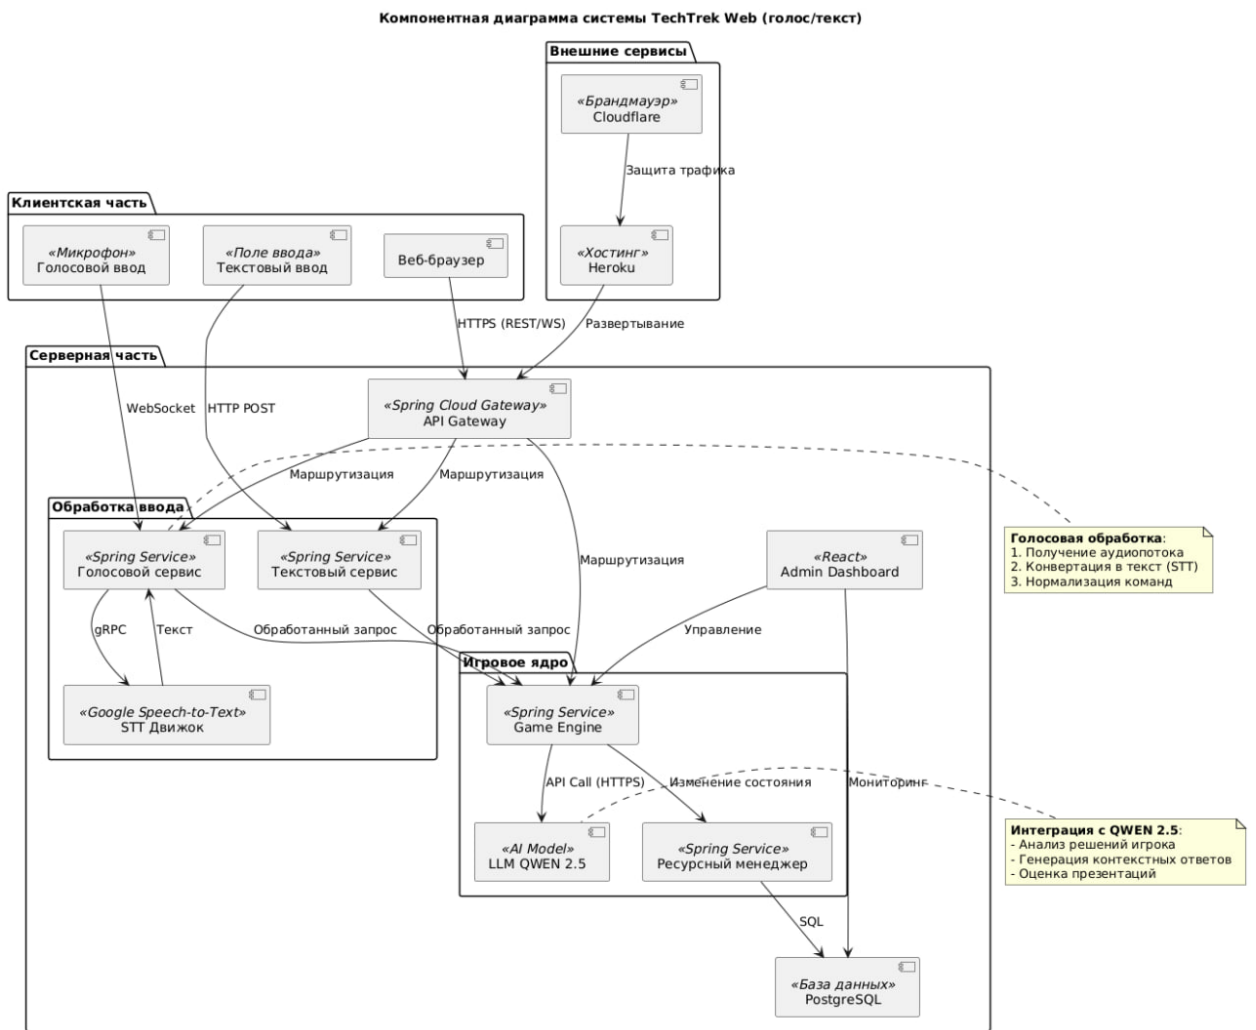 Компонентная диаграмма системы TechTrek Web (голос/текст)
Внешние сервисы
«Брандмауэр»
Cloudflare
Защита трафика
«Хостинг»
Heroku
Клиентская часть
«Микрофон»
Голосовой ввод
«Поле ввода»
Текстовый ввод
Веб-браузер
HTTPS (REST/WS)
Развертывание
Серверная часть
«Spring Cloud Gateway»
API Gateway
WebSocket
HTTP POST
Маршрутизация
Маршрутизация
Маршрутизация
Обработка ввода
«Spring Service»
Голосовой сервис
«Spring Service»
Текстовый сервис
«React»
Admin Dashboard
Голосовая обработка:
1. Получение аудиопотока
2. Конвертация в текст (STT)
3. Нормализация команд
gRPC
Текст
Обработанный запрос
Обработанный запрос
Управление
«Google Speech-to-Text»
STT Движок
Игровое ядро
«Spring Service»
Game Engine
API Call (HTTPS)
Изменение состояния
Мониторинг
«AI Model»
LLM QWEN 2.5
«Spring Service»
Ресурсный менеджер
Интеграция с QWEN 2.5:
- Анализ решений игрока
- Генерация контекстных ответов
- Оценка презентаций
SQL
«База данных»
PostgreSQL